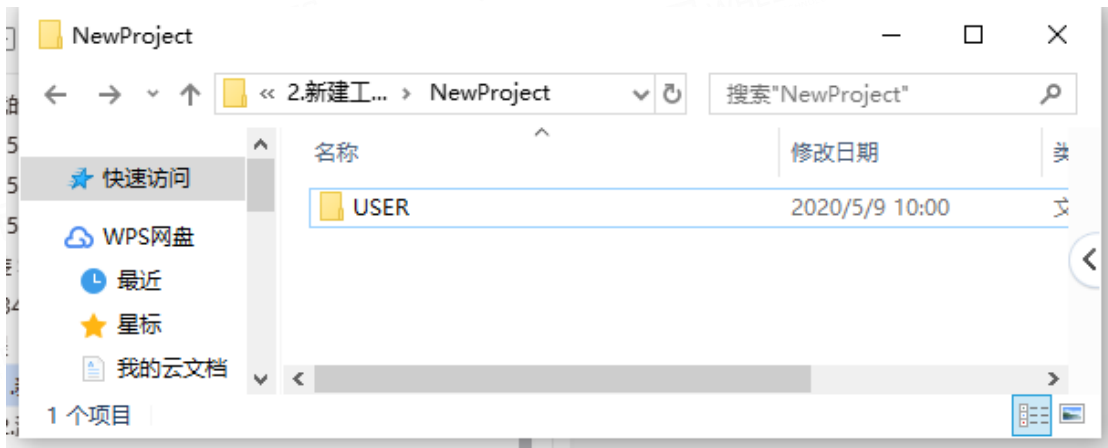 NewProject
« 2.新建工... › NewProject
搜索"NewProject"
名称
修改日期
快速访问
USER
2020/5/9 10:00
WPS网盘
最近
星标
我的云文档
1 个项目